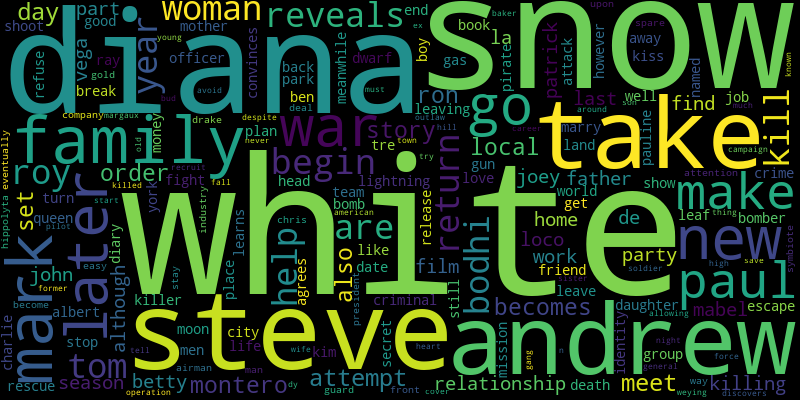 diana
snow
white
steve
andrew
take
family
war
go
are
mark
later
tom
roy
paul
new
make
kill
woman
reveals
day
part
good
shoot
year
mother
officer
refuse
vega
ray
gold
break
young
bud
avoid
convinces
meanwhile
back
park
ben
deal
dwarf
must
end
boy
book
la
gas
pirates
ron
leaving
outlaw
hill
patrick
attack
however
upon
baker
ex
spare
away
kiss
named
known
around
son
much
last
find
well
job
marry
land
pauline
campaign
company
margaux
drake
despite
never
money
old
story
plan
tre
town
career
local
begin
return
try
gun
love
joey
father
world
show
attention
crime
leaf
thing
bomber
symbiote
order
killed
recruit
fight
fall
york
industry
start
head
lightning
team
bomb
american
chris
president
release
hippolyta
eventually
set
turn
queen
pilot
diary
although
learns
place
help
agrees
also
like
date
film
still
criminal
bodhi
de
home
get
loco
work
friend
party
becomes
leave
mister
soldier
daughter
mabel
escape
save
high
allowing
john
easy
former
become
charlie
albert
stop
rescue
season
killer
stay
moon
men
city
life
man
kim
wife
secret
heart
tell
betty
airman
operation
montero
dy
guard
attempt
front
cover
relationship
mission
gang
death
identity
group
night
general
meet
way
weying
force
killing
discovers